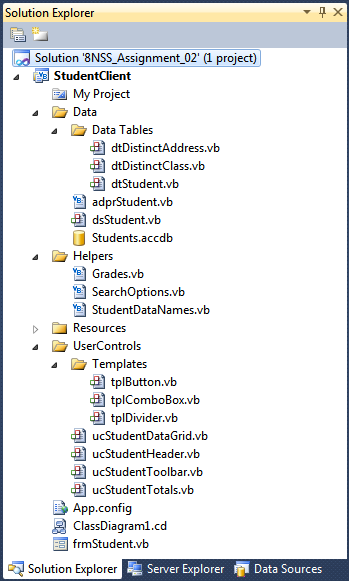 Solution Explorer
Solution '8NSS_Assignment_02' (1 project)
StudentClient
My Project
Data
Data Tables
dtDistinctAddress.vb
dtDistinctClass.vb
dtStudent.vb
adprStudent.vb
dsStudent.vb
Students.accdb
Helpers
Grades.vb
SearchOptions.vb
StudentDataNames.vb
Resources
UserControls
Templates
tplButton.vb
tplComboBox.vb
tplDivider.vb
ucStudentDataGrid.vb
ucStudentHeader.vb
ucStudentToolbar.vb
ucStudentTotals.vb
App.config
ClassDiagram1.cd
frmStudent.vb
Solution Explorer Server Explorer Data Sources